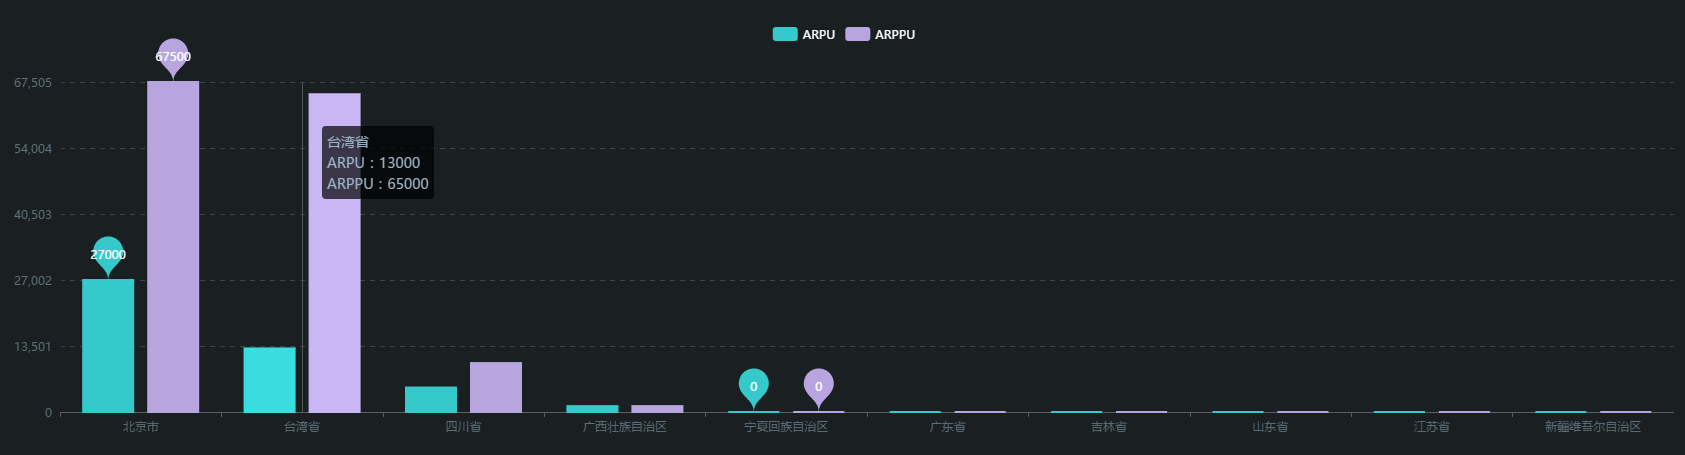 ARPU ARPPU
67500
67,505
台湾省
ARPU : 13000
54,004
ARPPU : 65000
40,503
27000
27,002
13,501
0 0
0
北京市 台湾省 四川省 广西壮族自治区 宁夏回族自治区 广东省 吉林省 山东省 江苏省 新疆维吾尔自治区